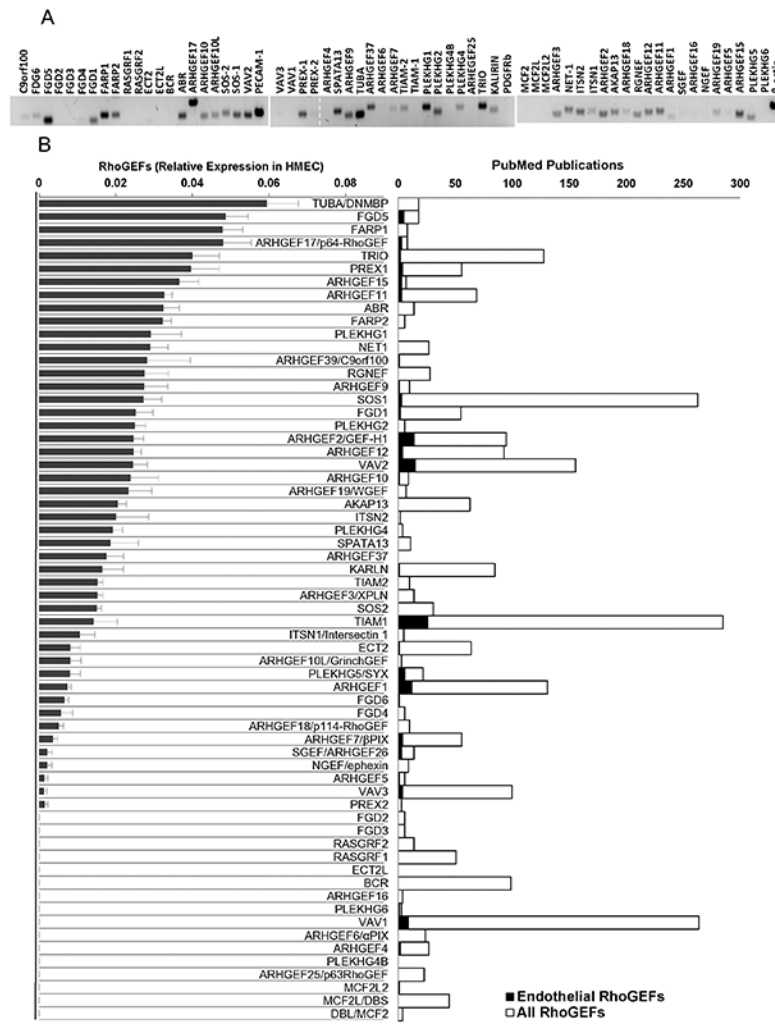 A
C9orf100
FDG6
FGD5
FGD2
FGD3
FGD4
FGD1
FARP1
FARP2
RASGRF1
RASGRF2
ECT2
ECT2L
BCR
ABR
ARHGEF17
ARHGEF10
ARHGEF10L
SOS-2
SOS-1
VAV2
PECAM-1
VAV3
VAV1
PREX-1
PREX-2
ARHGEF4
SPATA13
ARHGEF9
TUBA
ARHGEF37
ARHGEF6
ARHGEF7
TIAM-2
TIAM-1
PLEKHG1
PLEKHG2
PLEKHG4B
PLEKHG4
ARHEGEF25
TRIO
KALIRIN
PDGFRb
MCF2
MCF2L
MCF2L2
ARHGEF3
NET-1
ITSN2
ITSN1
ARHGEF2
AKAP13
ARHGEF18
RGNEF
ARHGEF12
ARHGEF11
ARHGEF1
SGEF
ARHGEF16
NGEF
ARHGEF19
ARHGEF5
ARHGEF15
PLEKHG5
PLEKHG6
B
RhoGEFs (Relative Expression in HMEC)
PubMed Publications
0 0.02 0.04 0.06 0.08
0 50 100 150 200 250 300
TUBA/DNMBP
FGD5
FARP1
ARHGEF17/p64-RhoGEF
TRIO
PREX1
ARHGEF15
ARHGEF11
ABR
FARP2
PLEKHG1
NET1
ARHGEF39/C9orf100
RGNEF
ARHGEF9
SOS1
FGD1
PLEKHG2
ARHGEF2/GEF-H1
ARHGEF12
VAV2
ARHGEF10
ARHGEF19/WGEF
AKAP13
ITSN2
PLEKHG4
SPATA13
ARHGEF37
KARLN
TIAM2
ARHGEF3/XPLN
SOS2
TIAM1
ITSN1/Intersectin 1
ECT2
ARHGEF10L/GrinchGEF
PLEKHG5/SYX
ARHGEF1
FGD6
FGD4
ARHGEF18/p114-RhoGEF
ARHGEF7/βPIX
SGEF/ARHGEF26
NGEF/ephexin
ARHGEF5
VAV3
PREX2
FGD2
FGD3
RASGRF2
RASGRF1
ECT2L
BCR
ARHGEF16
PLEKHG6
VAV1
ARHGEF6/αPIX
ARHGEF4
PLEKHG4B
ARHGEF25/p63RhoGEF
MCF2L2
MCF2L/DBS
DBL/MCF2
Endothelial RhoGEFs
All RhoGEFs